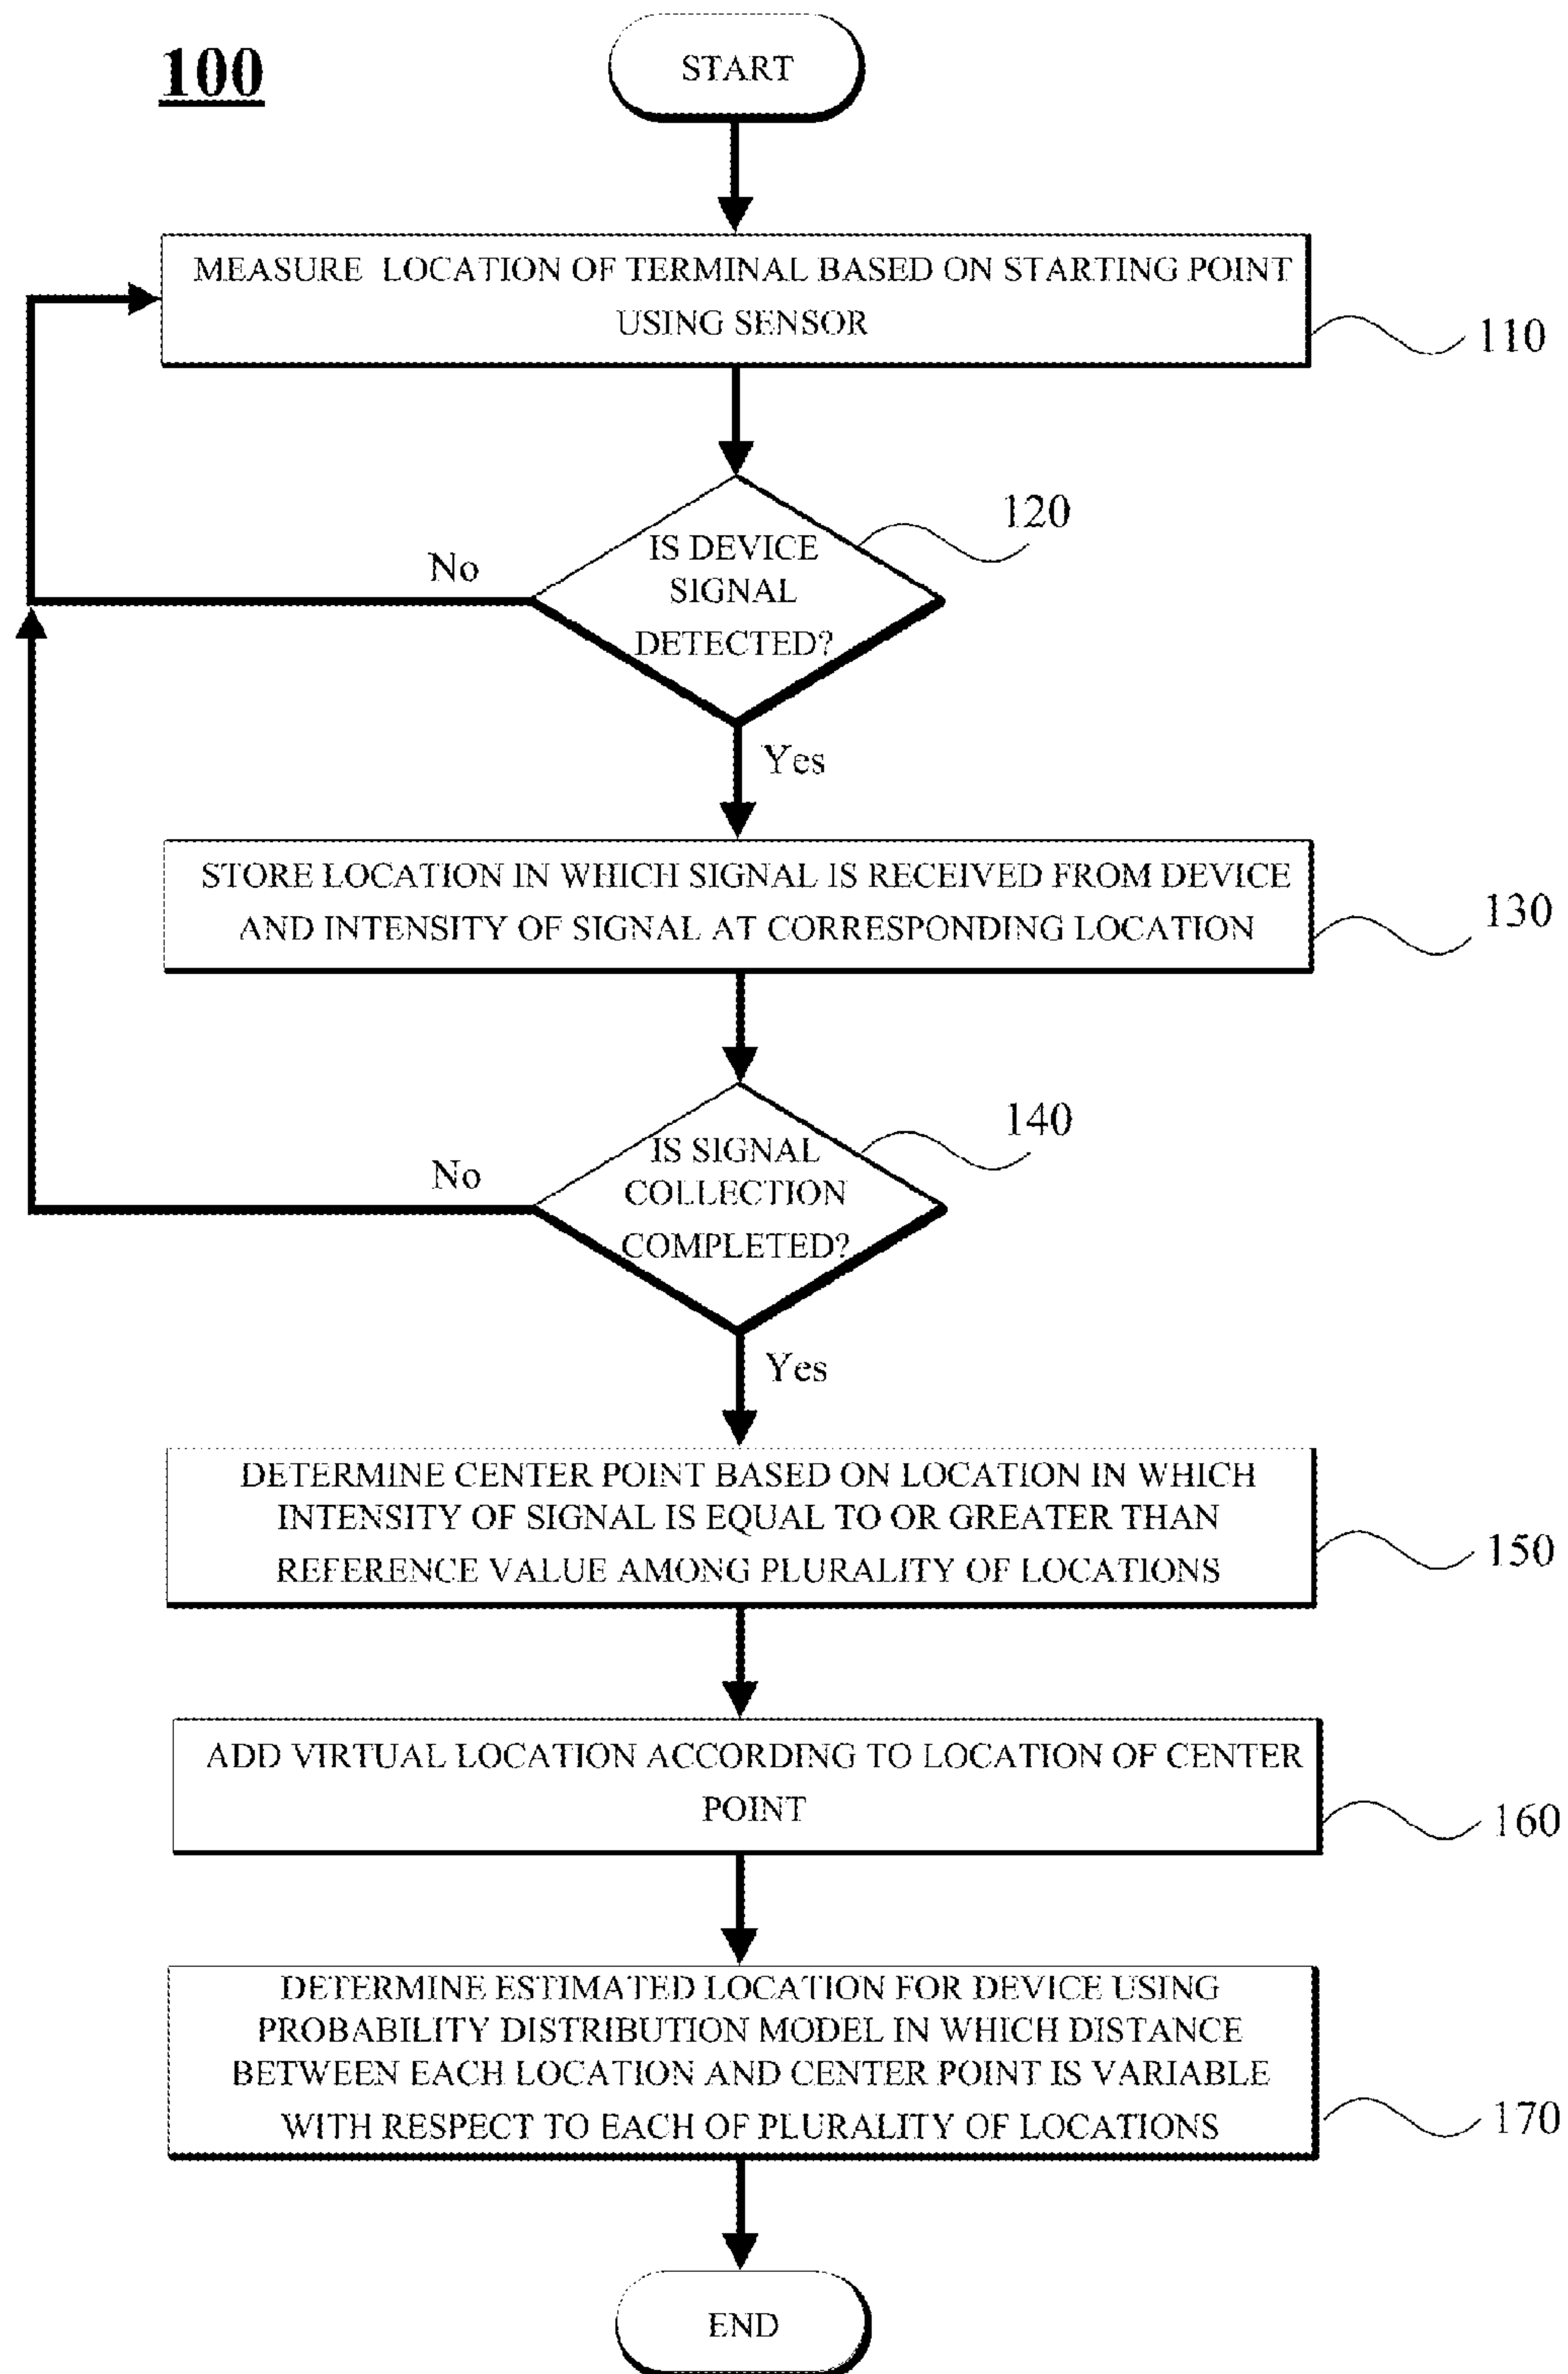 100
START
MEASURE LOCATION OF TERMINAL BASED ON STARTING POINT
USING SENSOR
110
120
IS DEVICE
SIGNAL
DETECTED?
No
Yes
STORE LOCATION IN WHICH SIGNAL IS RECEIVED FROM DEVICE
AND INTENSITY OF SIGNAL AT CORRESPONDING LOCATION
130
140
IS SIGNAL
COLLECTION
COMPLETED?
No
Yes
DETERMINE CENTER POINT BASED ON LOCATION IN WHICH
INTENSITY OF SIGNAL IS EQUAL TO OR GREATER THAN
REFERENCE VALUE AMONG PLURALITY OF LOCATIONS
150
ADD VIRTUAL LOCATION ACCORDING TO LOCATION OF CENTER
POINT
160
DETERMINE ESTIMATED LOCATION FOR DEVICE USING
PROBABILITY DISTRIBUTION MODEL IN WHICH DISTANCE
BETWEEN EACH LOCATION AND CENTER POINT IS VARIABLE
WITH RESPECT TO EACH OF PLURALITY OF LOCATIONS
170
END